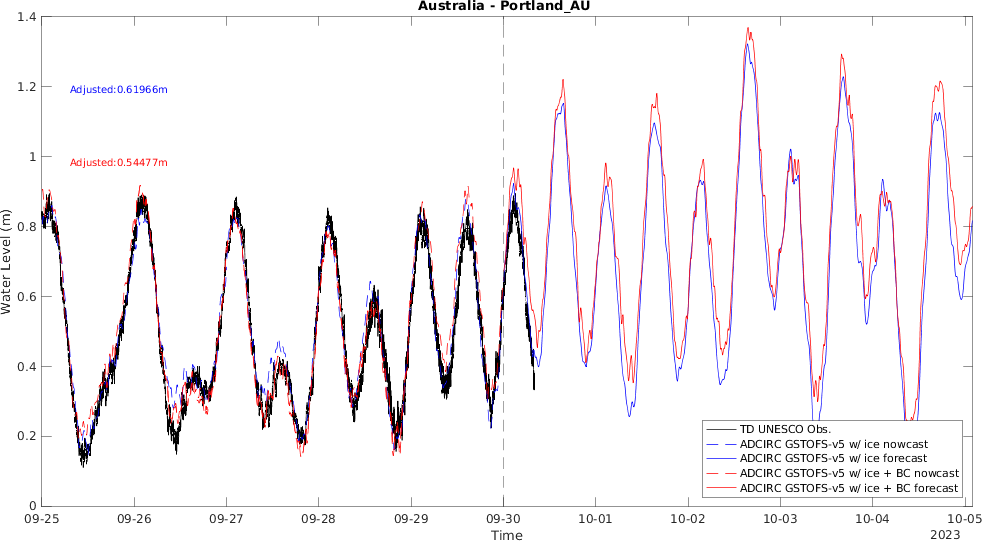 Australia - Portland_AU
1.4
1.2
1
0.8
0.6
0.4
0.2
0
Water Level (m)
Adjusted:0.61966m
Adjusted:0.54477m
TD UNESCO Obs.
ADCIRC GSTOFS-v5 w/ ice nowcast
ADCIRC GSTOFS-v5 w/ ice forecast
ADCIRC GSTOFS-v5 w/ ice + BC nowcast
ADCIRC GSTOFS-v5 w/ ice + BC forecast
09-25 09-26 09-27 09-28 09-29 09-30 10-01 10-02 10-03 10-04 10-05
Time
2023